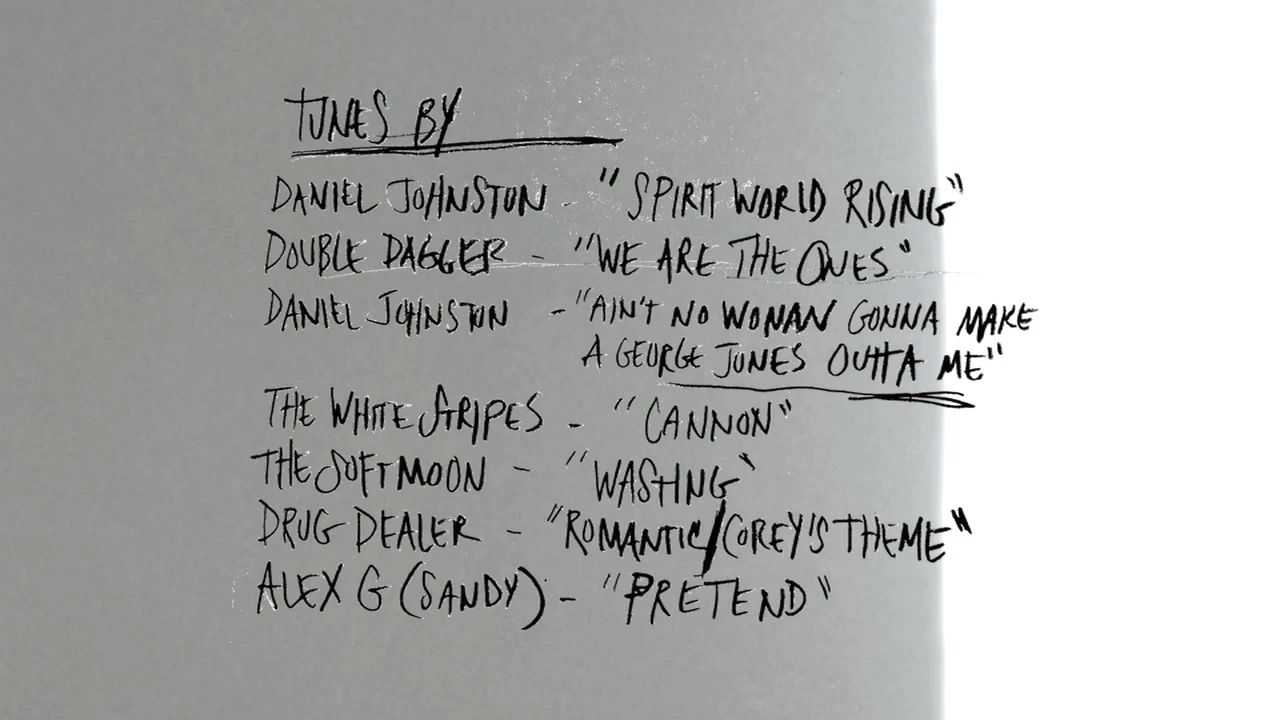 TUNES BY
DANIEL JOHNSTON - "SPIRIT WORLD RISING"
DOUBLE DAGGER - "WE ARE THE ONES"
DANIEL JOHNSTON - "AIN'T NO WOMAN GONNA MAKE
A GEORGE JONES OUTTA ME"
THE WHITE STRIPES - "CANNON"
THE SOFT MOON - "WASTING"
DRUG DEALER - "ROMANTIC/COREY'S THEME"
ALEX G (SANDY) - "PRETEND"